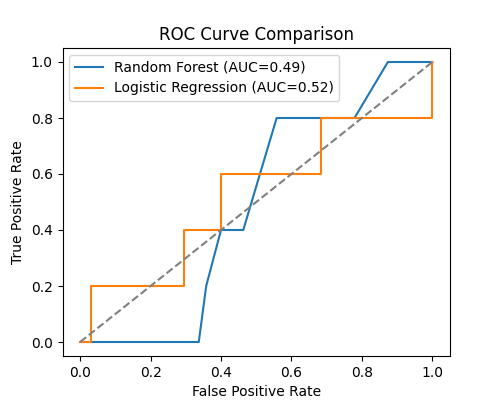 ROC Curve Comparison
Random Forest (AUC=0.49)
Logistic Regression (AUC=0.52)
True Positive Rate
1.0
0.8
0.6
0.4
0.2
0.0
0.0 0.2 0.4 0.6 0.8 1.0
False Positive Rate